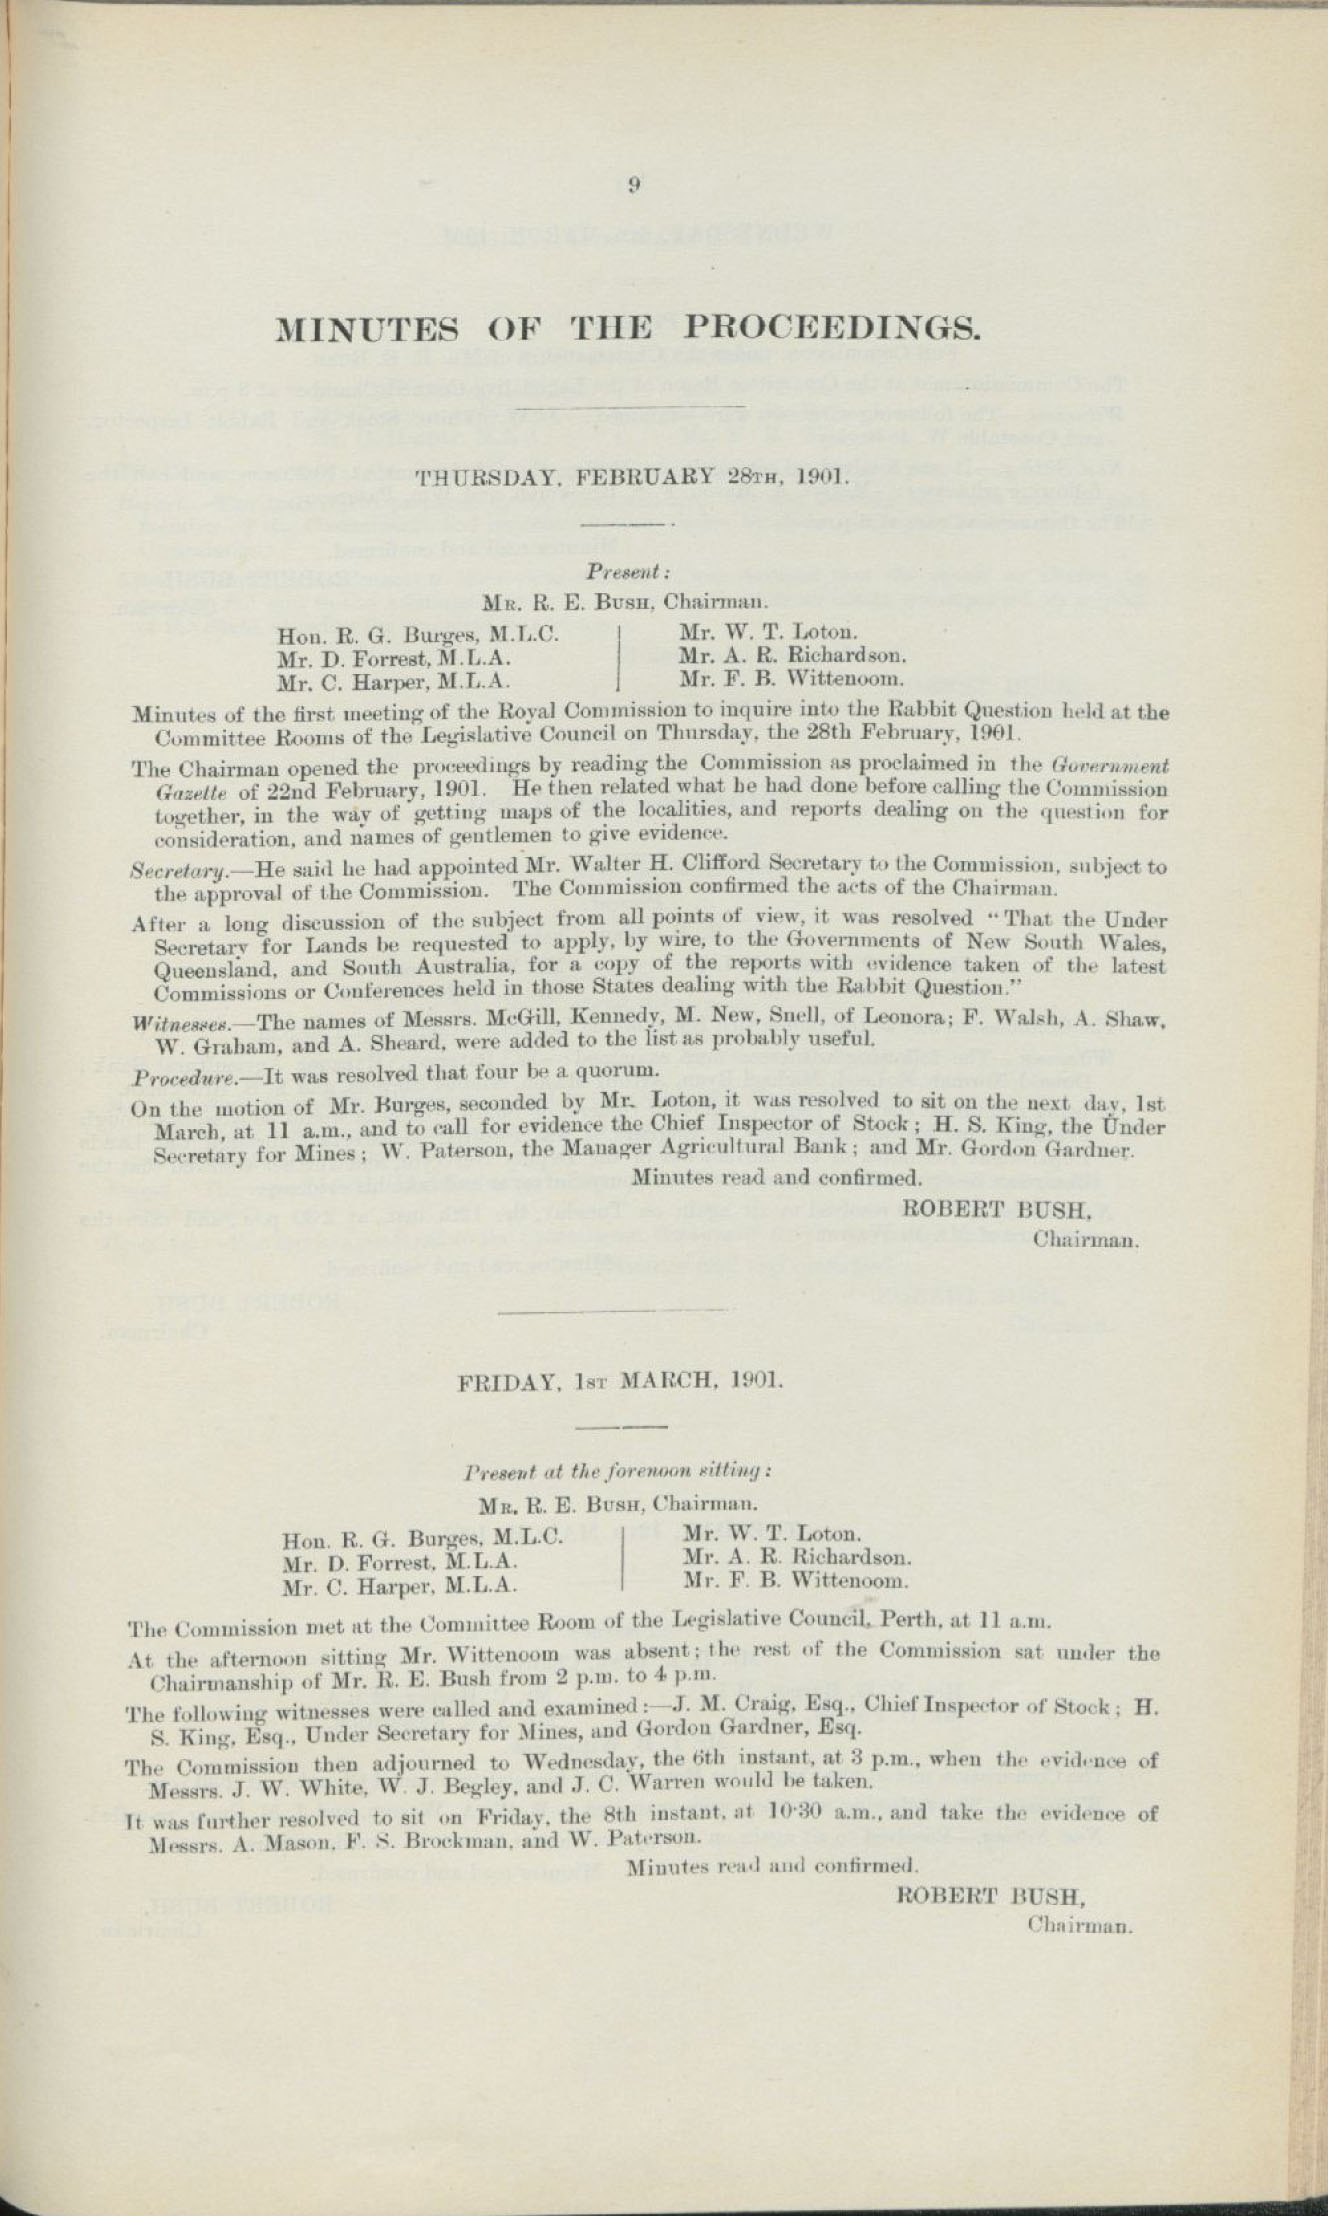 9
MINUTES OF THE PROCEEDINGS.
THURSDAY, FEBRUARY 28TH, 1901.
Present:
MR. R. E. BUSH, Chairman.
Hon. R. G. Burges, M.L.C.
Mr. D. Forrest, M.L.A.
Mr. C. Harper, M.L.A.
Mr. W. T. Loton.
Mr. A. R. Richardson.
Mr. F. B. Wittenoom.
Minutes of the first meeting of the Royal Commission to inquire into the Rabbit Question held at the
Committee Rooms of the Legislative Council on Thursday, the 28th February, 1901.
The Chairman opened the proceedings by reading the Commission as proclaimed in the Government
Gazette of 22nd February, 1901. He then related what he had done before calling the Commission
together, in the way of getting maps of the localities, and reports dealing on the question for
consideration, and names of gentlemen to give evidence.
Secretary.—He said he had appointed Mr. Walter H. Clifford Secretary to the Commission, subject to
the approval of the Commission. The Commission confirmed the acts of the Chairman.
After a long discussion of the subject from all points of view, it was resolved "That the Under
Secretary for Lands be requested to apply, by wire, to the Governments of New South Wales,
Queensland, and South Australia, for a copy of the reports with evidence taken of the latest
Commissions or Conferences held in those States dealing with the Rabbit Question."
Witnesses.—The names of Messrs. McGill, Kennedy, M. New, Snell, of Leonora; F. Walsh, A. Shaw,
W. Graham, and A. Sheard, were added to the list as probably useful.
Procedure.—It was resolved that four be a quorum.
On the motion of Mr. Burges, seconded by Mr. Loton, it was resolved to sit on the next day, 1st
March, at 11 a.m., and to call for evidence the Chief Inspector of Stock; H. S. King, the Under
Secretary for Mines; W. Paterson, the Manager Agricultural Bank; and Mr. Gordon Gardner.
Minutes read and confirmed.
ROBERT BUSH,
Chairman.
FRIDAY, 1ST MARCH, 1901.
Present at the forenoon sitting:
MR. R. E. BUSH, Chairman.
Hon. R. G. Burges, M.L.C.
Mr. D. Forrest, M.L.A.
Mr. C. Harper, M.L.A.
Mr. W. T. Loton.
Mr. A. R. Richardson.
Mr. F. B. Wittenoom.
The Commission met at the Committee Room of the Legislative Council, Perth, at 11 a.m.
At the afternoon sitting Mr. Wittenoom was absent; the rest of the Commission sat under the
Chairmanship of Mr. R. E. Bush from 2 p.m. to 4 p.m.
The following witnesses were called and examined:—J. M. Craig, Esq., Chief Inspector of Stock; H.
S. King, Esq., Under Secretary for Mines, and Gordon Gardner, Esq.
The Commission then adjourned to Wednesday, the 6th instant, at 3 p.m., when the evidence of
Messrs. J. W. White, W. J. Begley, and J. C. Warren would be taken.
It was further resolved to sit on Friday, the 8th instant, at 10·30 a.m., and take the evidence of
Messrs. A. Mason, F. S. Brockman, and W. Paterson.
Minutes read and confirmed.
ROBERT BUSH,
Chairman.